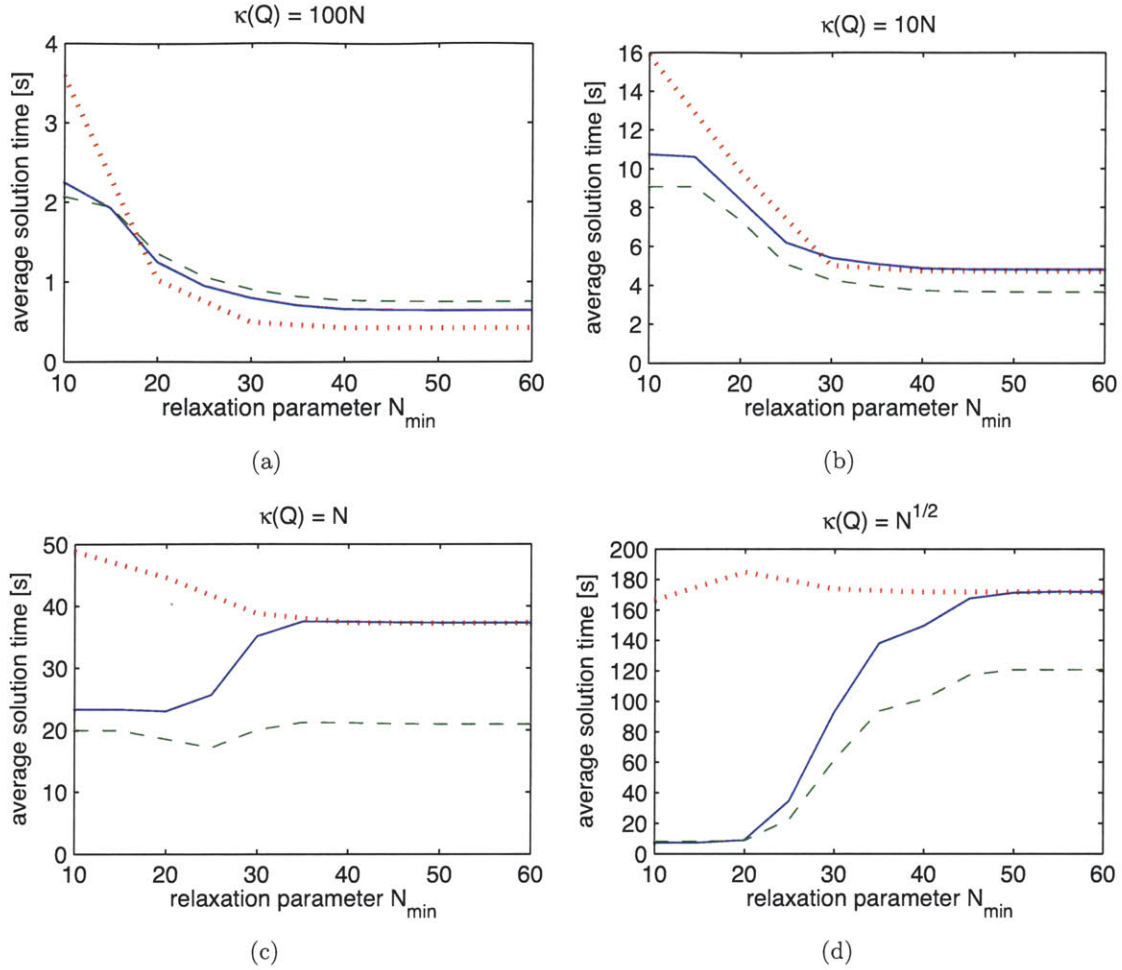 κ(Q) = 100N
average solution time [s]
4
3
2
1
0
10 20 30 40 50 60
relaxation parameter N_min
(a)
κ(Q) = 10N
average solution time [s]
16
14
12
10
8
6
4
2
0
10 20 30 40 50 60
relaxation parameter N_min
(b)
κ(Q) = N
average solution time [s]
50
40
30
20
10
0
10 20 30 40 50 60
relaxation parameter N_min
(c)
κ(Q) = N^1/2
average solution time [s]
200
180
160
140
120
100
80
60
40
20
0
10 20 30 40 50 60
relaxation parameter N_min
(d)